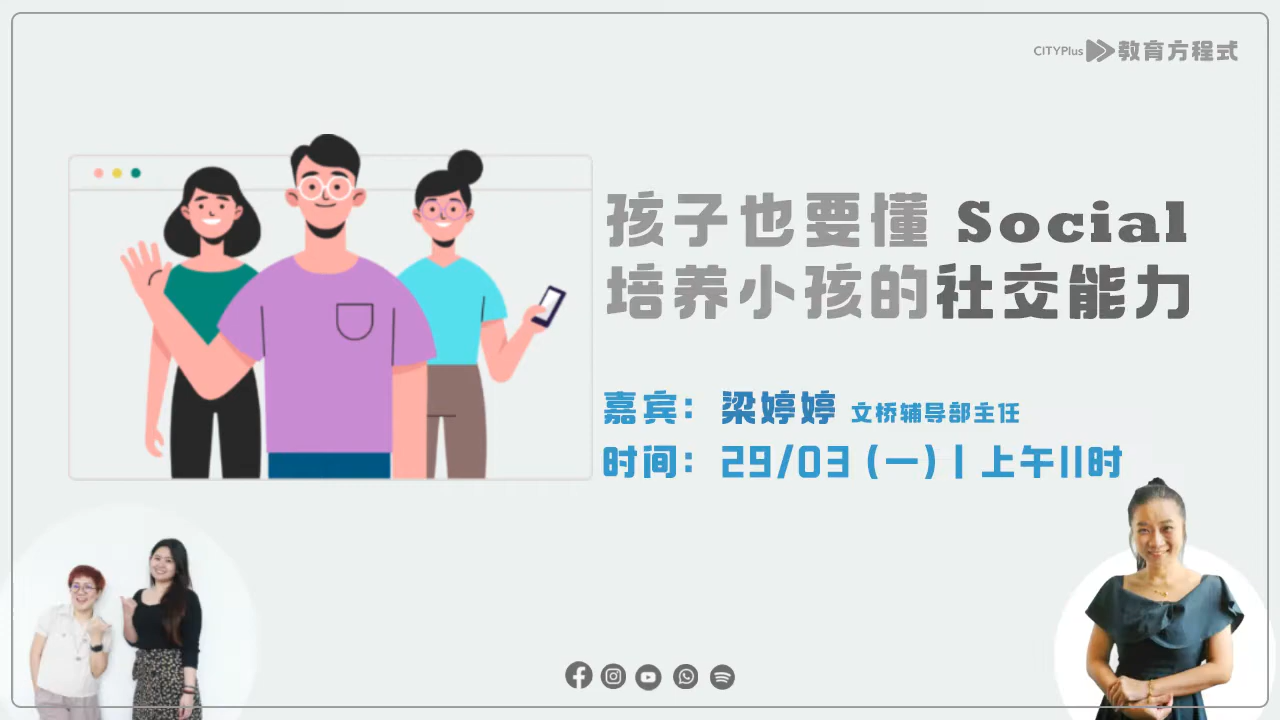 CITYPlus 教育方程式
孩子也要懂 Social
培养小孩的社交能力
嘉宾：梁婷婷 文桥辅导部主任
时间：29/03 (一) | 上午11时